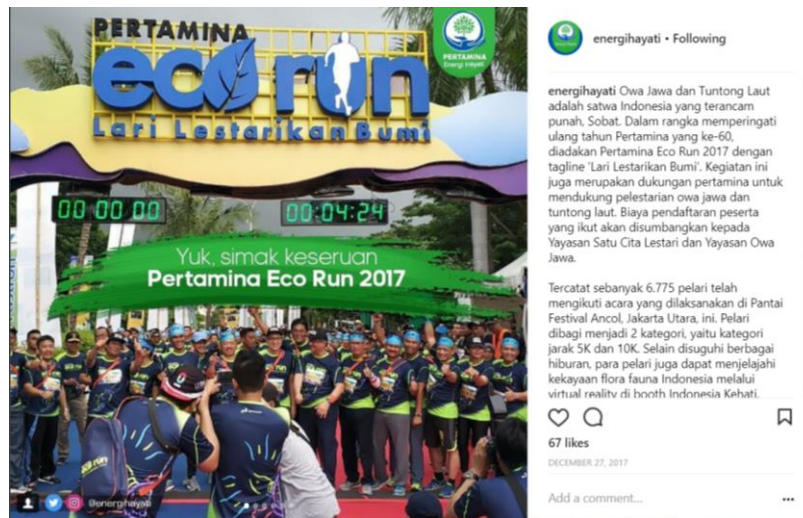 PERTAMINA
eco run
Lari Lestarikan Bumi
PERTAMINA
Energi Hayati
00 00 00
00:04:24
Yuk, simak keseruan
Pertamina Eco Run 2017
eco run
@energihayati
energihayati • Following
energihayati Owa Jawa dan Tuntong Laut
adalah satwa Indonesia yang terancam
punah, Sobat. Dalam rangka memperingati
ulang tahun Pertamina yang ke-60,
diadakan Pertamina Eco Run 2017 dengan
tagline 'Lari Lestarikan Bumi'. Kegiatan ini
juga merupakan dukungan pertamina untuk
mendukung pelestarian owa jawa dan
tuntong laut. Biaya pendaftaran peserta
yang ikut akan disumbangkan kepada
Yayasan Satu Cita Lestari dan Yayasan Owa
Jawa.
Tercatat sebanyak 6.775 pelari telah
mengikuti acara yang dilaksanakan di Pantai
Festival Ancol, Jakarta Utara, ini. Pelari
dibagi menjadi 2 kategori, yaitu kategori
jarak 5K dan 10K. Selain disuguhi berbagai
hiburan, para pelari juga dapat menjelajahi
kekayaan flora fauna Indonesia melalui
virtual reality di booth Indonesia Kebati.
67 likes
DECEMBER 27, 2017
Add a comment...